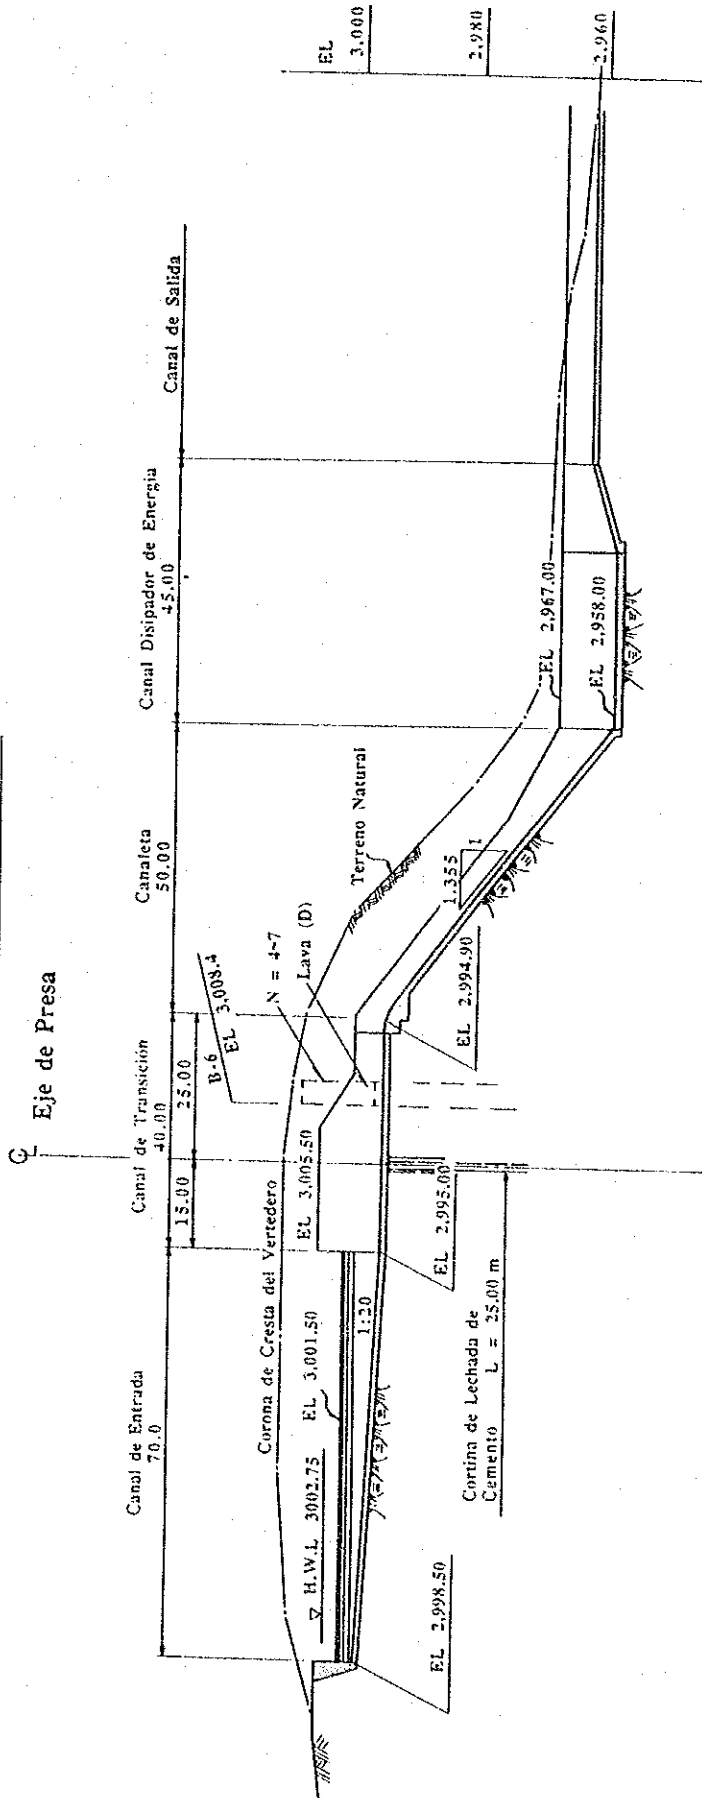 ℄ Eje de Presa
Canal de Entrada
70.0
Canal de Transición
40.00
15.00
25.00
Canaleta
50.00
Canal Disipador de Energia
45.00
Canal de Salida
B-6
EL 3,008.4
N = 4~7
Lava (D)
Terreno Natural
Corona de Cresta del Vertedero
H.W.L 3002.75
EL 3,001.50
EL 3,005.50
1:20
EL 2,998.50
EL 2,995.00
EL 2,994.90
1.355
1
EL 2,967.00
EL 2,958.00
Cortina de Lechada de
Cemento L = 25.00 m
EL
3.000
2,980
2,960